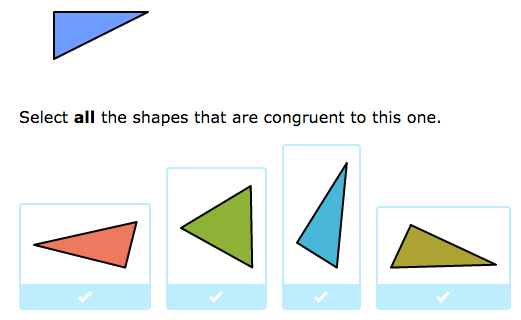 Select all the shapes that are congruent to this one.